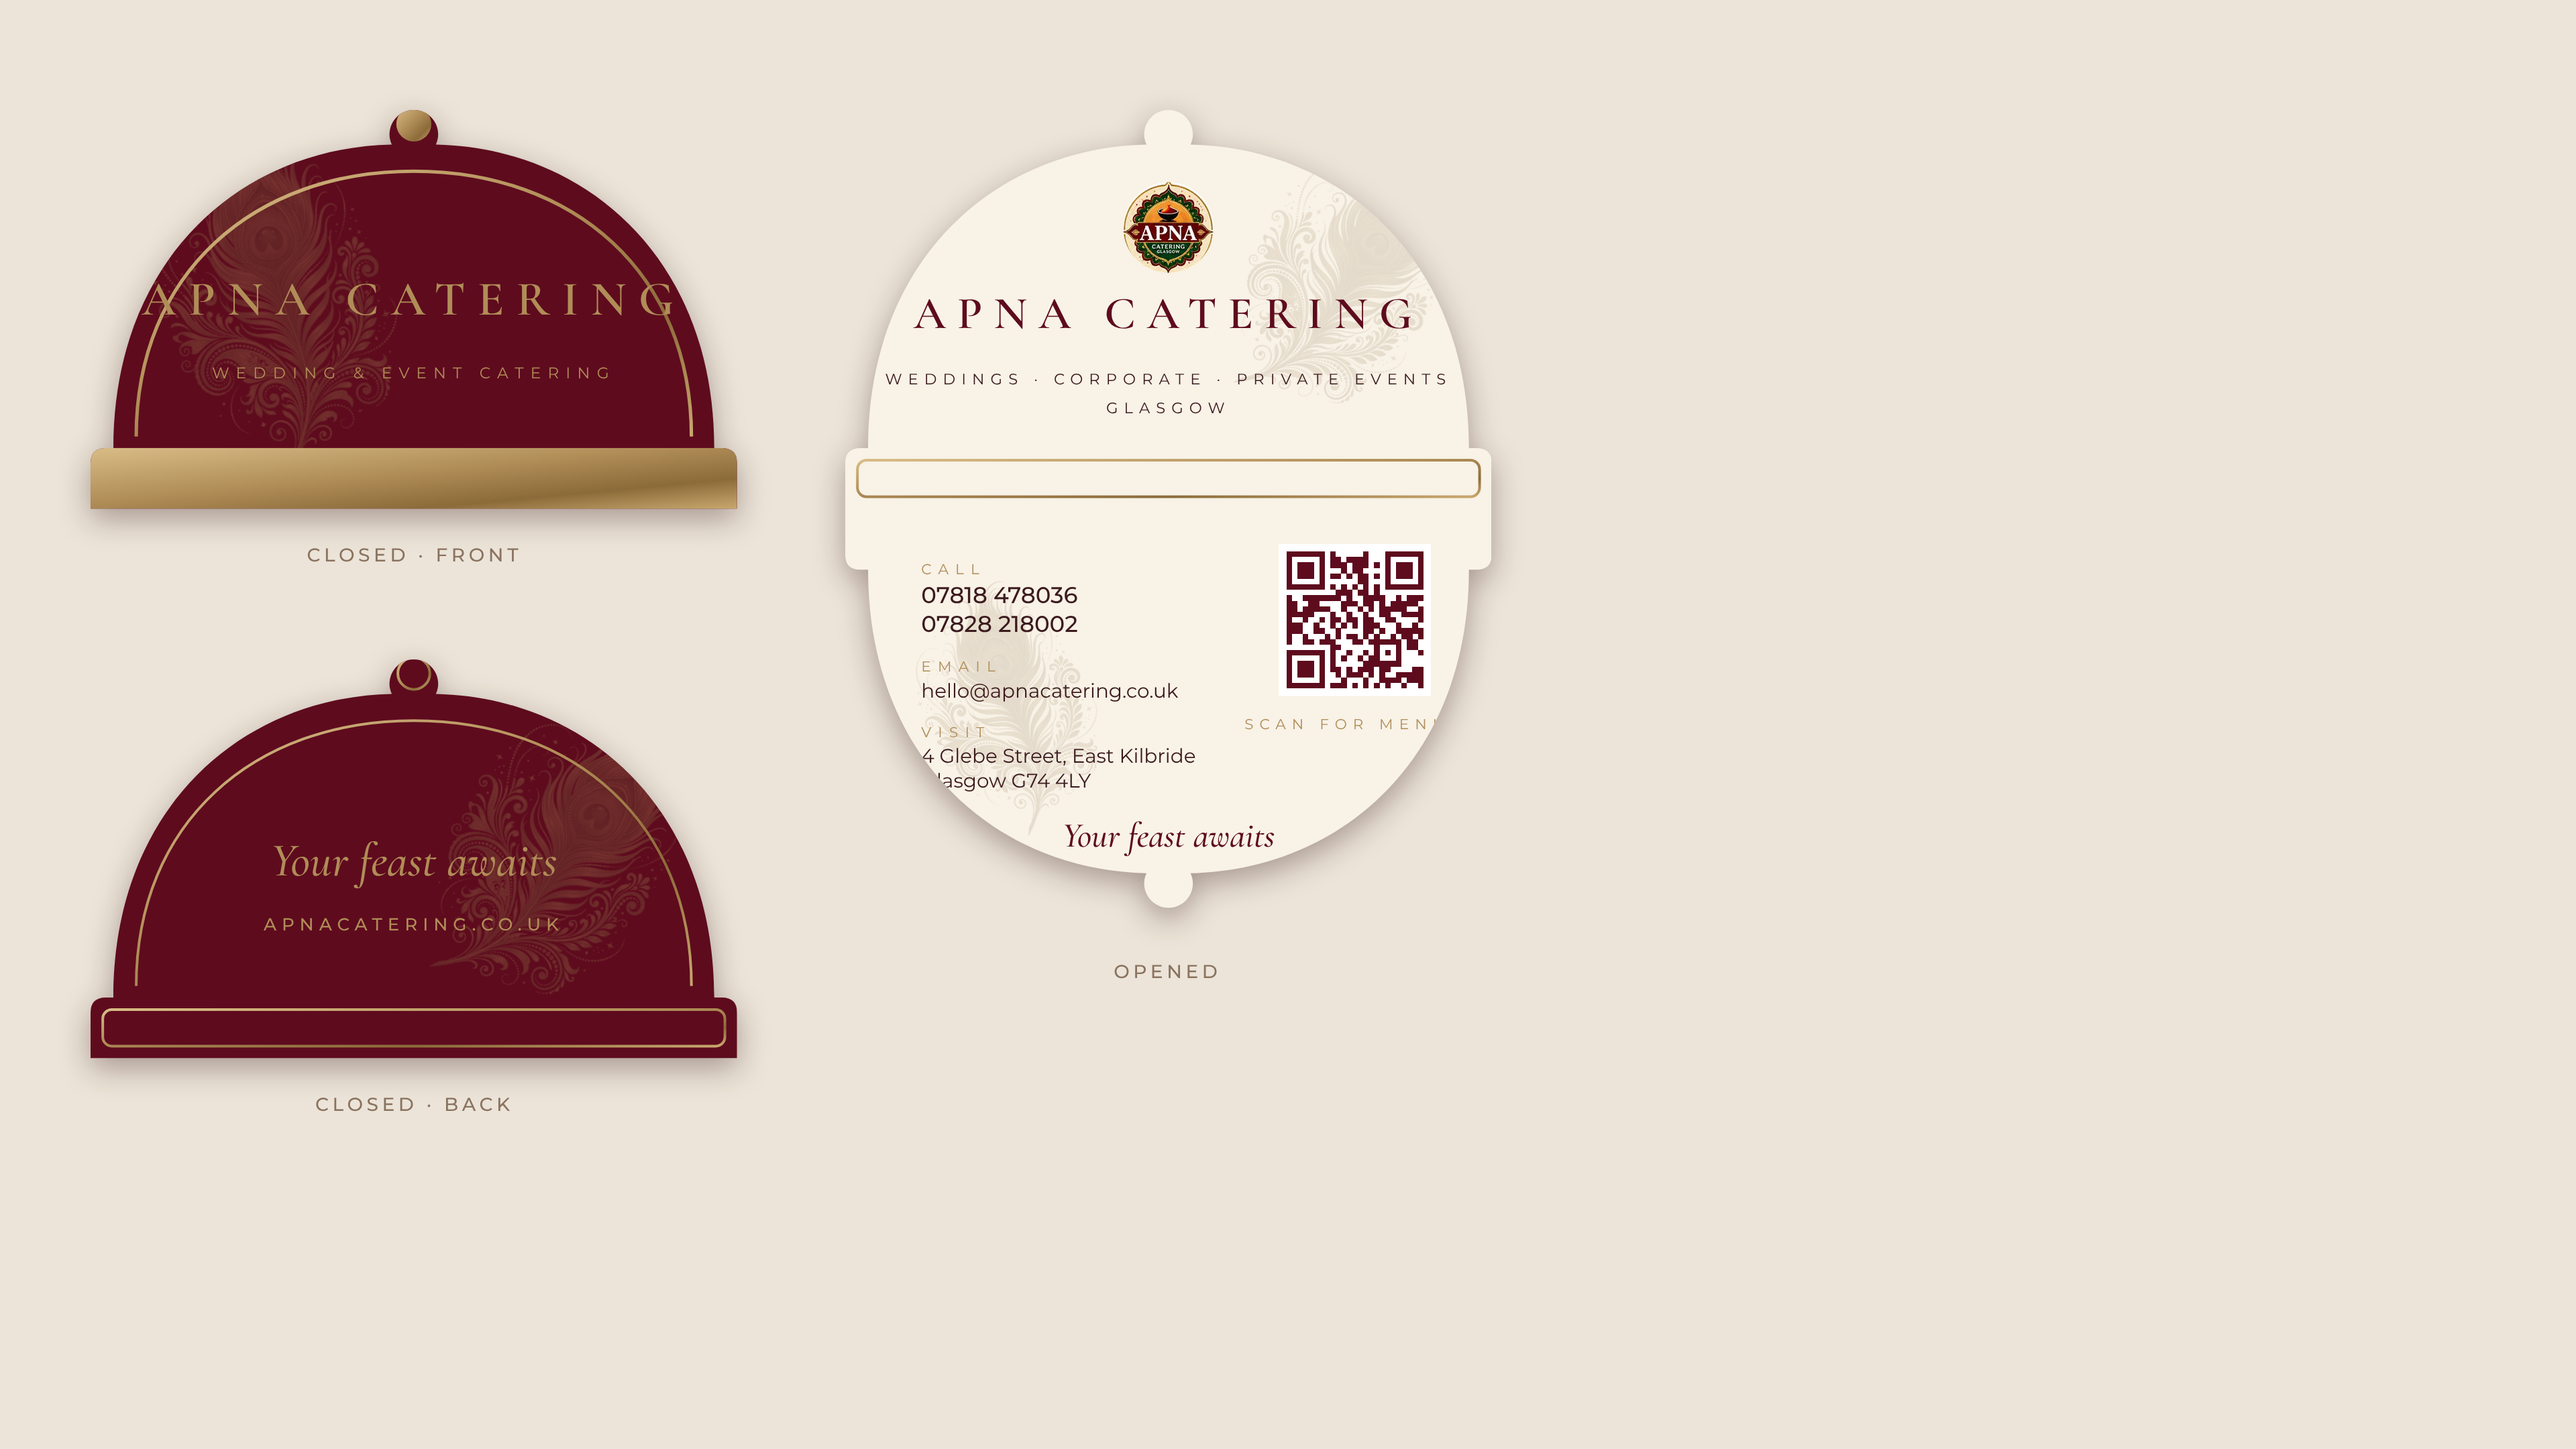 APNA CATERING
WEDDING & EVENT CATERING
CLOSED · FRONT
Your feast awaits
APNACATERING.CO.UK
CLOSED · BACK
APNA
CATERING
GLASGOW
APNA CATERING
WEDDINGS · CORPORATE · PRIVATE EVENTS
GLASGOW
CALL
07818 478036
07828 218002
EMAIL
hello@apnacatering.co.uk
VISIT
4 Glebe Street, East Kilbride
lasgow G74 4LY
SCAN FOR MEN
Your feast awaits
OPENED